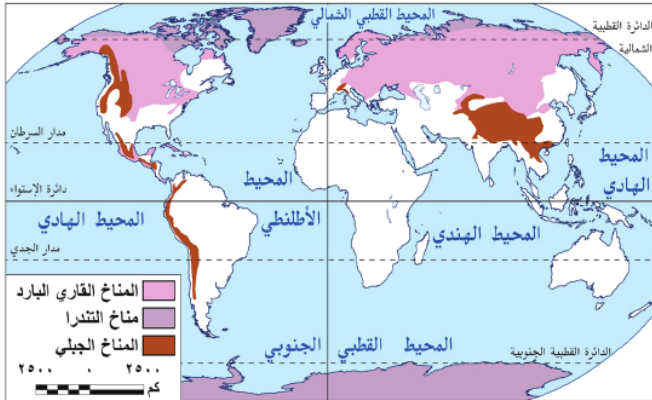 المحيط القطبي الشمالي
الدائرة القطبية
الشمالية
مدار السرطان
المحيط
الهادي
المحيط
دائرة الإستواء
المحيط الهادي
الأطلنطي
المحيط الهندي
مدار الجدي
المناخ القاري البارد
مناخ التندرا
المناخ الجبلي
٢٥٠٠ ٠ ٢٥٠٠
كم
المحيط القطبي الجنوبي
الدائرة القطبية الجنوبية